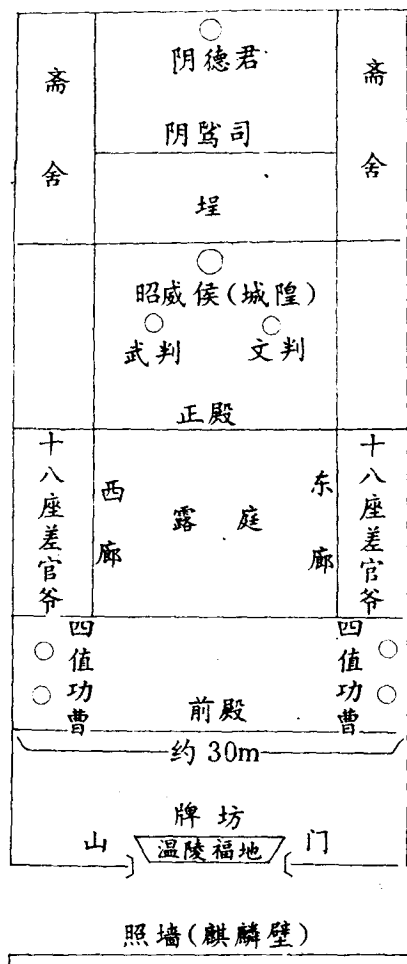 斋舍
阴德君
斋舍
阴骘司
埕
昭威侯(城隍)
武判
文判
正殿
十八座差官爷
西廊
露庭
东廊
十八座差官爷
四值功曹
前殿
四值功曹
约 30m
牌坊
山门
温陵福地
照墙(麒麟壁)